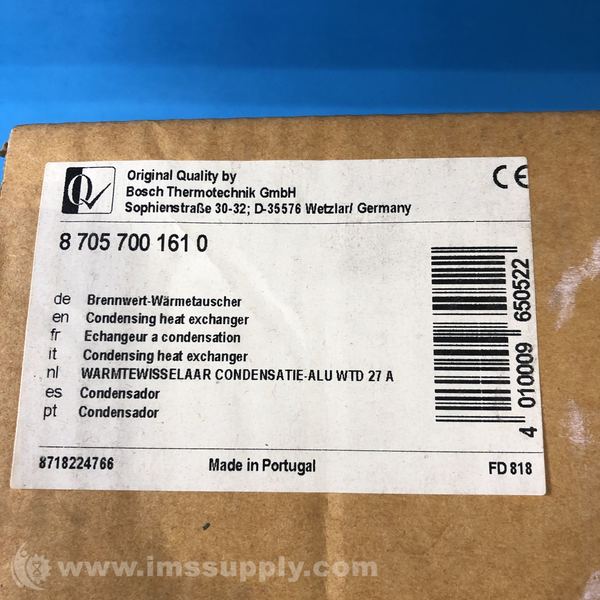 Original Quality by
Bosch Thermotechnik GmbH
Sophienstraße 30-32; D-35576 Wetzlar/ Germany
CE
8 705 700 161 0
de Brennwert-Wärmetauscher
en Condensing heat exchanger
fr Echangeur a condensation
it Condensing heat exchanger
nl WARMTEWISSELAAR CONDENSATIE-ALU WTD 27 A
es Condensador
pt Condensador
4 010009 650522
8718224766 Made in Portugal FD 818
www.imssupply.com